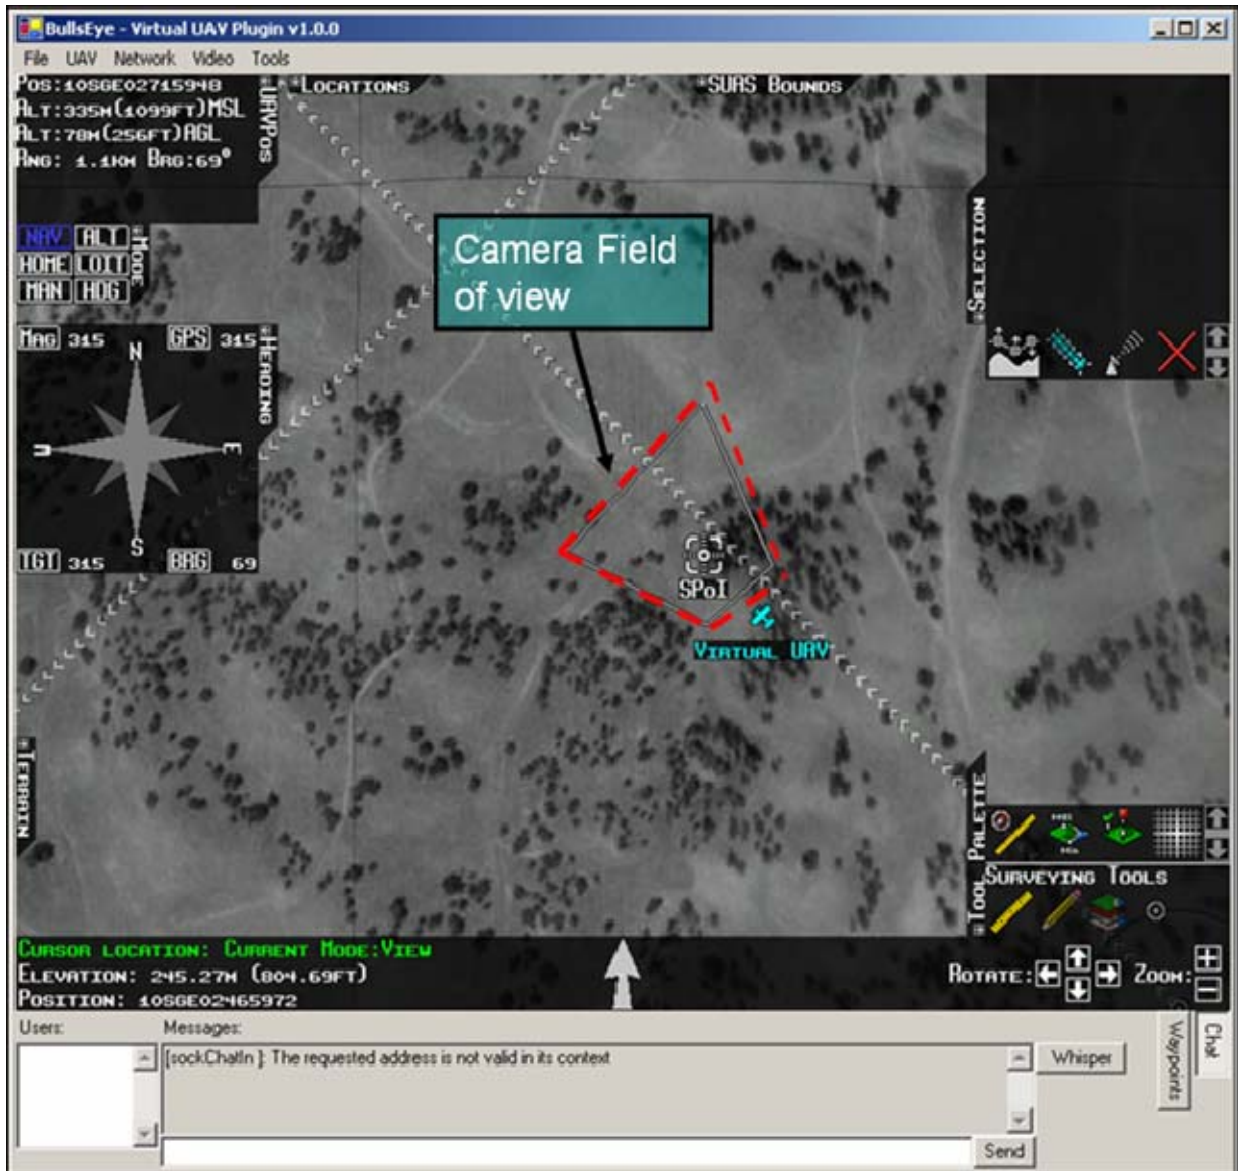 BullsEye - Virtual UAV Plugin v1.0.0
File UAV Network Video Tools
Pos:10SGE02715948
Alt:335m(1099ft)MSL
Alt:78m(256ft)AGL
Rng: 1.1km Brg:69°
UAVPos
Locations
SUAS Bounds
NAV ALT
HOME LOIT
MAN HOG
Mode
Selection
Camera Field
of view
Mag 315 GPS 315
Heading
N
W E
S
TGT 315 BRG 69
SPoI
Virtual UAV
Terrain
Tool Palette
Surveying Tools
Cursor location: Current Mode:View
Elevation: 245.27m (804.69ft)
Position: 10SGE02465972
Rotate: Zoom:
Users: Messages:
[sockChatIn ]: The requested address is not valid in its context
Whisper
Send
Chat
Waypoints